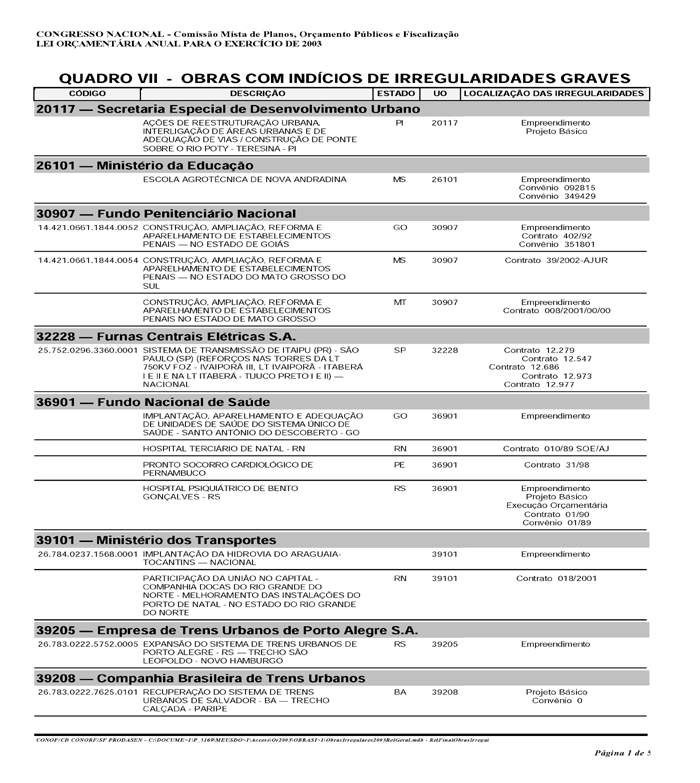 CONGRESSO NACIONAL - Comissão Mista de Planos, Orçamento Públicos e Fiscalização
LEI ORÇAMENTÁRIA ANUAL PARA O EXERCÍCIO DE 2003
QUADRO VII - OBRAS COM INDÍCIOS DE IRREGULARIDADES GRAVES
CÓDIGO DESCRIÇÃO ESTADO UO LOCALIZAÇÃO DAS IRREGULARIDADES
20117 — Secretaria Especial de Desenvolvimento Urbano
AÇÕES DE REESTRUTURAÇÃO URBANA, PI 20117 Empreendimento
INTERLIGAÇÃO DE ÁREAS URBANAS E DE Projeto Básico
ADEQUAÇÃO DE VIAS / CONSTRUÇÃO DE PONTE
SOBRE O RIO POTY - TERESINA - PI
26101 — Ministério da Educação
ESCOLA AGROTÉCNICA DE NOVA ANDRADINA MS 26101 Empreendimento
Convênio 092815
Convênio 349429
30907 — Fundo Penitenciário Nacional
14.421.0661.1844.0052 CONSTRUÇÃO, AMPLIAÇÃO, REFORMA E GO 30907 Empreendimento
APARELHAMENTO DE ESTABELECIMENTOS Contrato 402/92
PENAIS — NO ESTADO DE GOIÁS Convênio 351801
14.421.0661.1844.0054 CONSTRUÇÃO, AMPLIAÇÃO, REFORMA E MS 30907 Contrato 39/2002-AJUR
APARELHAMENTO DE ESTABELECIMENTOS
PENAIS — NO ESTADO DO MATO GROSSO DO
SUL
CONSTRUÇÃO, AMPLIAÇÃO, REFORMA E MT 30907 Empreendimento
APARELHAMENTO DE ESTABELECIMENTOS Contrato 008/2001/00/00
PENAIS NO ESTADO DE MATO GROSSO
32228 — Furnas Centrais Elétricas S.A.
25.752.0296.3360.0001 SISTEMA DE TRANSMISSÃO DE ITAIPU (PR) - SÃO SP 32228 Contrato 12.279
PAULO (SP) (REFORÇOS NAS TORRES DA LT Contrato 12.547
750KV FOZ - IVAIPORÃ III, LT IVAIPORÃ - ITABERÁ Contrato 12.686
I E II E NA LT ITABERÁ - TIJUCO PRETO I E II) — Contrato 12.973
NACIONAL Contrato 12.977
36901 — Fundo Nacional de Saúde
IMPLANTAÇÃO, APARELHAMENTO E ADEQUAÇÃO GO 36901 Empreendimento
DE UNIDADES DE SAÚDE DO SISTEMA ÚNICO DE
SAÚDE - SANTO ANTÔNIO DO DESCOBERTO - GO
HOSPITAL TERCIÁRIO DE NATAL - RN RN 36901 Contrato 010/89 SOE/AJ
PRONTO SOCORRO CARDIOLÓGICO DE PE 36901 Contrato 31/98
PERNAMBUCO
HOSPITAL PSIQUIÁTRICO DE BENTO RS 36901 Empreendimento
GONÇALVES - RS Projeto Básico
Execução Orçamentária
Contrato 01/90
Convênio 01/89
39101 — Ministério dos Transportes
26.784.0237.1568.0001 IMPLANTAÇÃO DA HIDROVIA DO ARAGUAIA- 39101 Empreendimento
TOCANTINS — NACIONAL
PARTICIPAÇÃO DA UNIÃO NO CAPITAL - RN 39101 Contrato 018/2001
COMPANHIA DOCAS DO RIO GRANDE DO
NORTE - MELHORAMENTO DAS INSTALAÇÕES DO
PORTO DE NATAL - NO ESTADO DO RIO GRANDE
DO NORTE
39205 — Empresa de Trens Urbanos de Porto Alegre S.A.
26.783.0222.5752.0005 EXPANSÃO DO SISTEMA DE TRENS URBANOS DE RS 39205 Empreendimento
PORTO ALEGRE - RS — TRECHO SÃO
LEOPOLDO - NOVO HAMBURGO
39208 — Companhia Brasileira de Trens Urbanos
26.783.0222.7625.0101 RECUPERAÇÃO DO SISTEMA DE TRENS BA 39208 Projeto Básico
URBANOS DE SALVADOR - BA — TRECHO Convênio 0
CALÇADA - PARIPE
Página 1 de 5